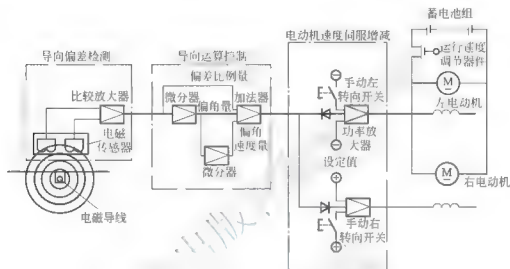 蓄电池组
电动机速度伺服增减
导向偏差检测
导向运算控制
运行速度
调节器件
偏差比例量
手动左
转向开关
比较放大器
微分器
偏角量
加法器
左电动机
电磁
传感器
功率放
大器
偏角
速度量
设定值
微分器
右电动机
电磁导线
手动右
转向开关
M
M